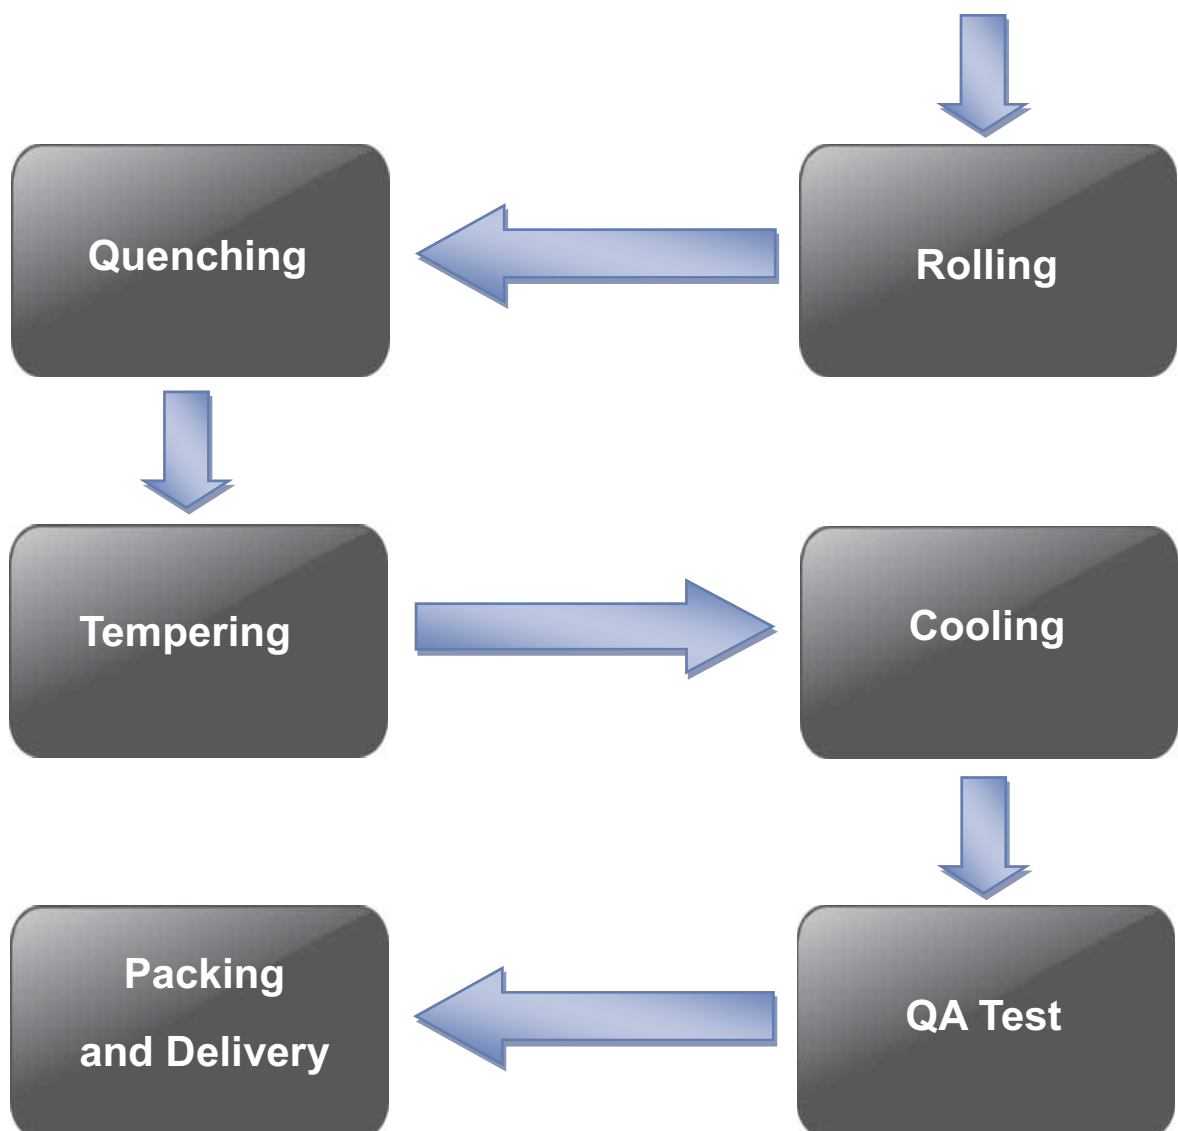 Quenching
Rolling
Tempering
Cooling
Packing
and Delivery
QA Test